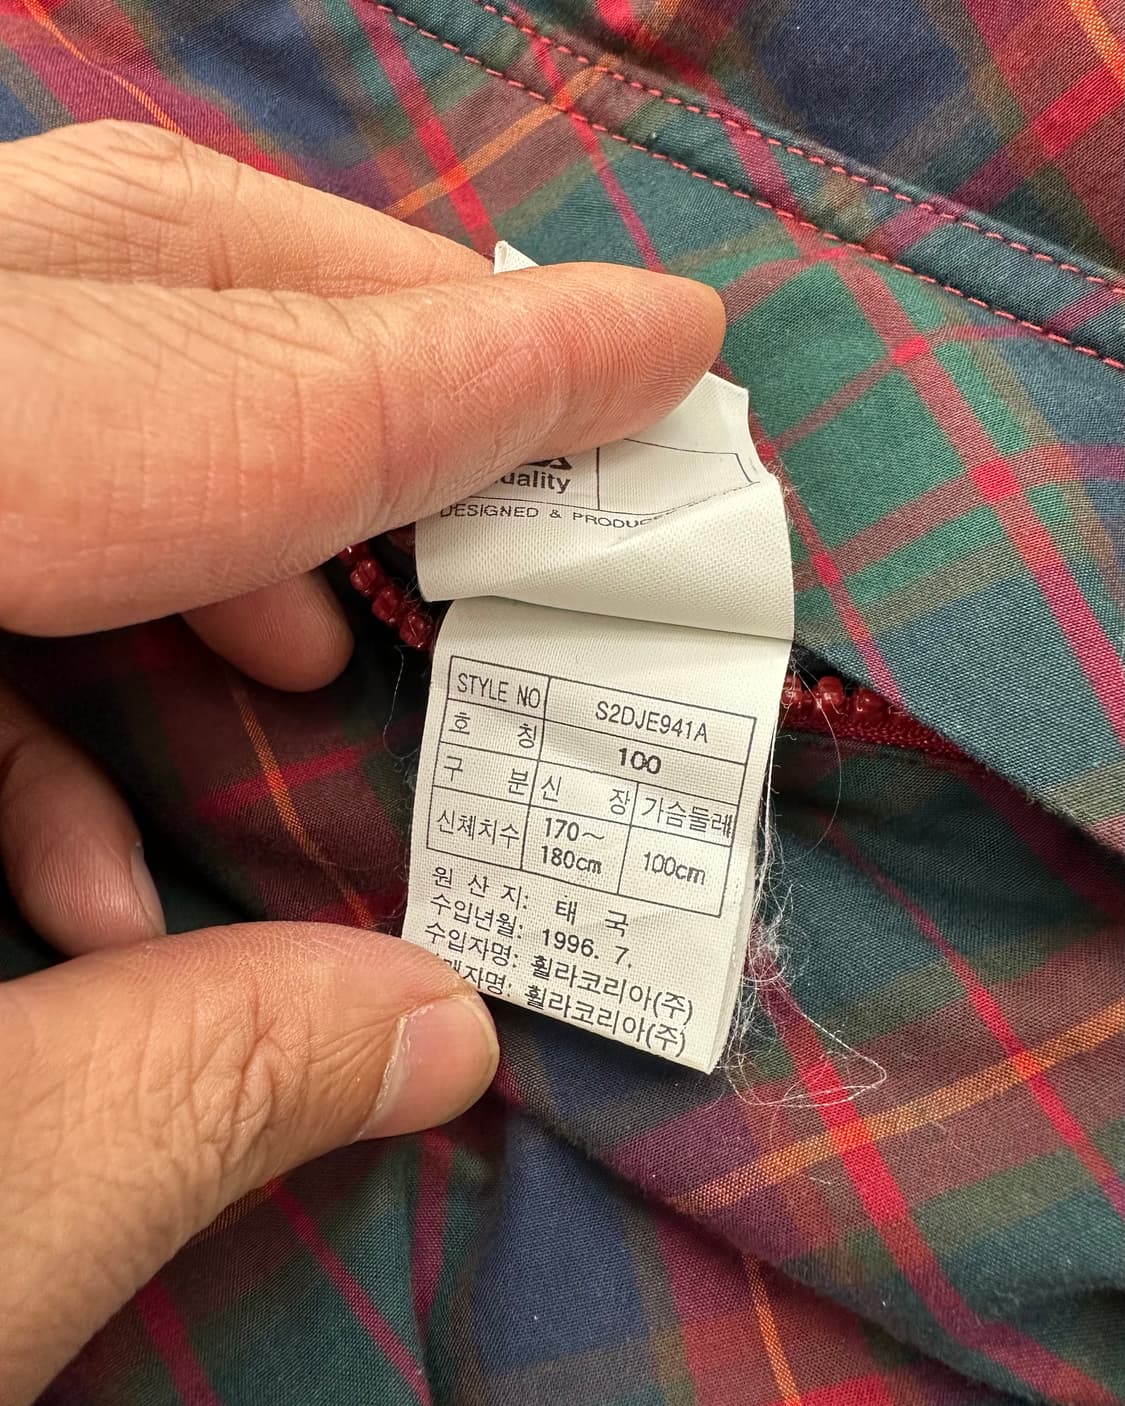 uality
DESIGNED & PRODUCE
STYLE NO S2DJE941A
호 칭 100
구 분 신 장 가슴둘레
신체치수 170~180cm 100cm
원 산 지: 태 국
수입년월: 1996. 7.
수입자명: 휠라코리아(주)
매자명: 휠라코리아(주)